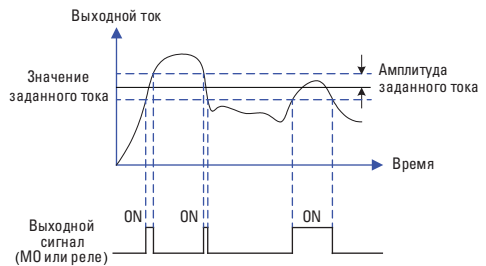 Выходной ток
Значение
заданного тока
Амплитуда
заданного тока
Время
ON
ON
ON
Выходной
сигнал
(МО или реле)